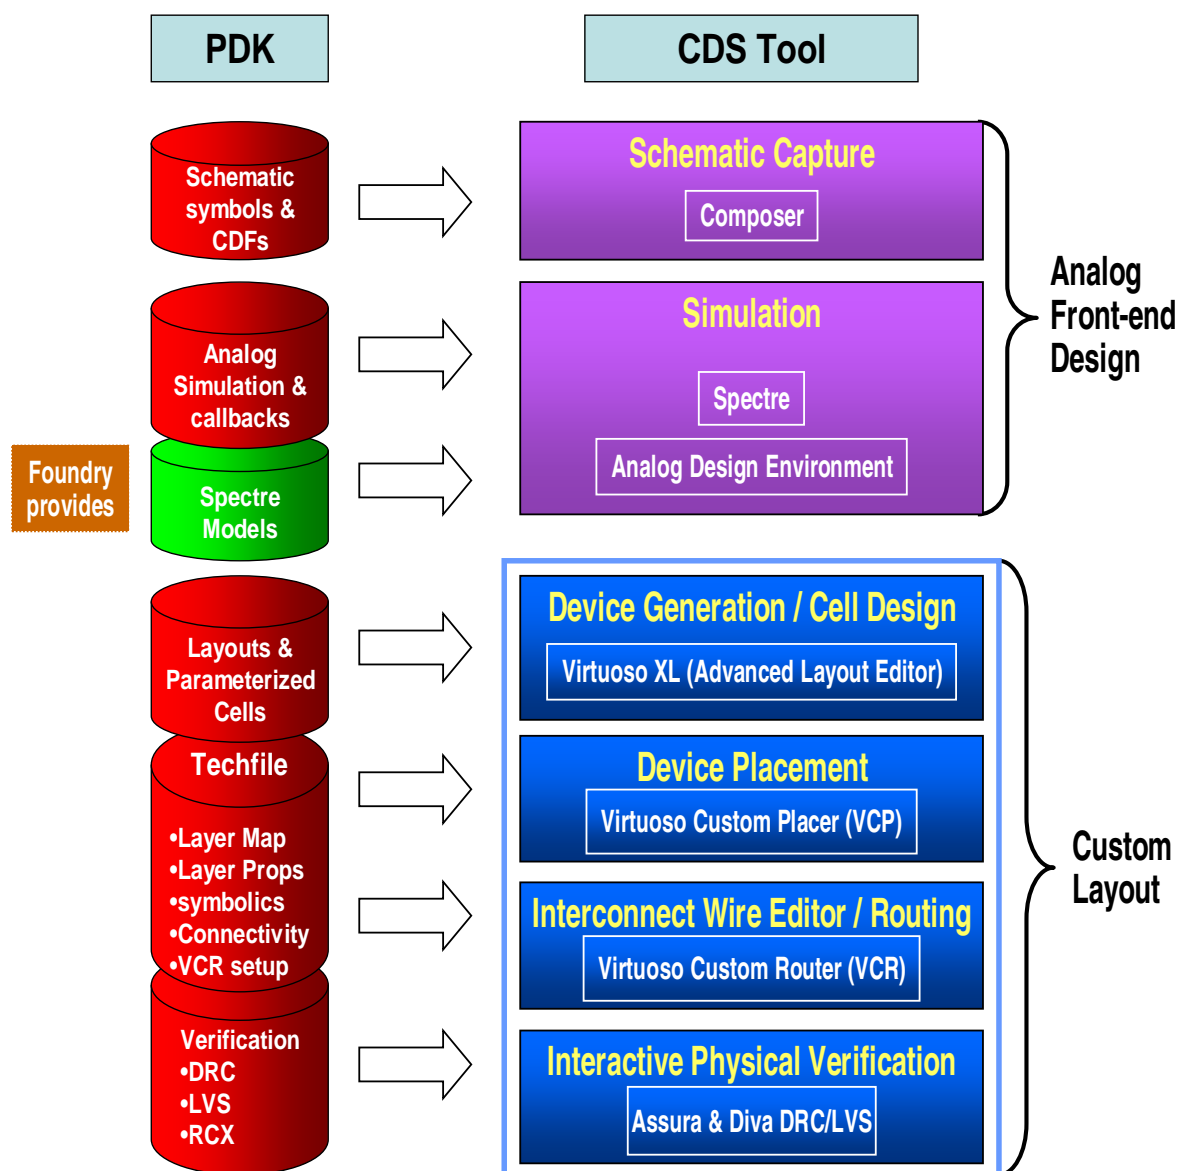 PDK
CDS Tool
Schematic
symbols &
CDFs
Schematic Capture
Composer
Analog
Simulation &
callbacks
Simulation
Spectre
Analog Design Environment
Analog
Front-end
Design
Foundry
provides
Spectre
Models
Layouts &
Parameterized
Cells
Device Generation / Cell Design
Virtuoso XL (Advanced Layout Editor)
Techfile
•Layer Map
•Layer Props
•symbolics
•Connectivity
•VCR setup
Device Placement
Virtuoso Custom Placer (VCP)
Interconnect Wire Editor / Routing
Virtuoso Custom Router (VCR)
Custom
Layout
Verification
•DRC
•LVS
•RCX
Interactive Physical Verification
Assura & Diva DRC/LVS